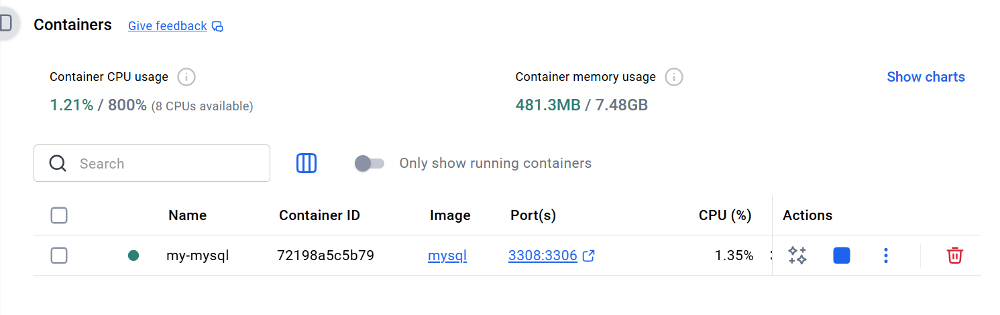 Containers Give feedback
Container CPU usage
Container memory usage
Show charts
1.21% / 800% (8 CPUs available)
481.3MB / 7.48GB
Search
Only show running containers
Name Container ID Image Port(s) CPU (%) Actions
my-mysql 72198a5c5b79 mysql 3308:3306 1.35%